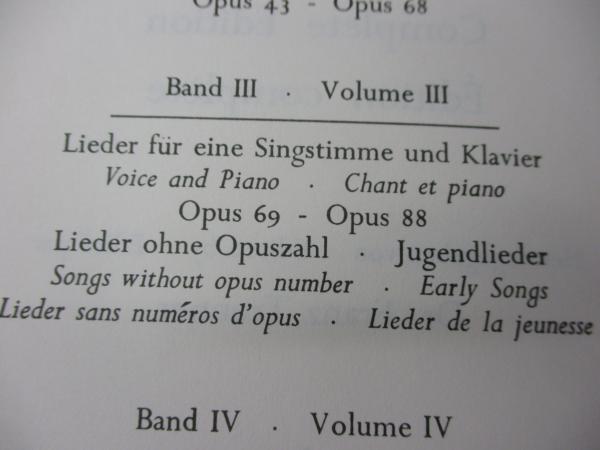 Opus 43 - Opus 68
Band III · Volume III
Lieder für eine Singstimme und Klavier
Voice and Piano · Chant et piano
Opus 69 - Opus 88
Lieder ohne Opuszahl · Jugendlieder
Songs without opus number · Early Songs
Lieder sans numéros d'opus · Lieder de la jeunesse
Band IV · Volume IV